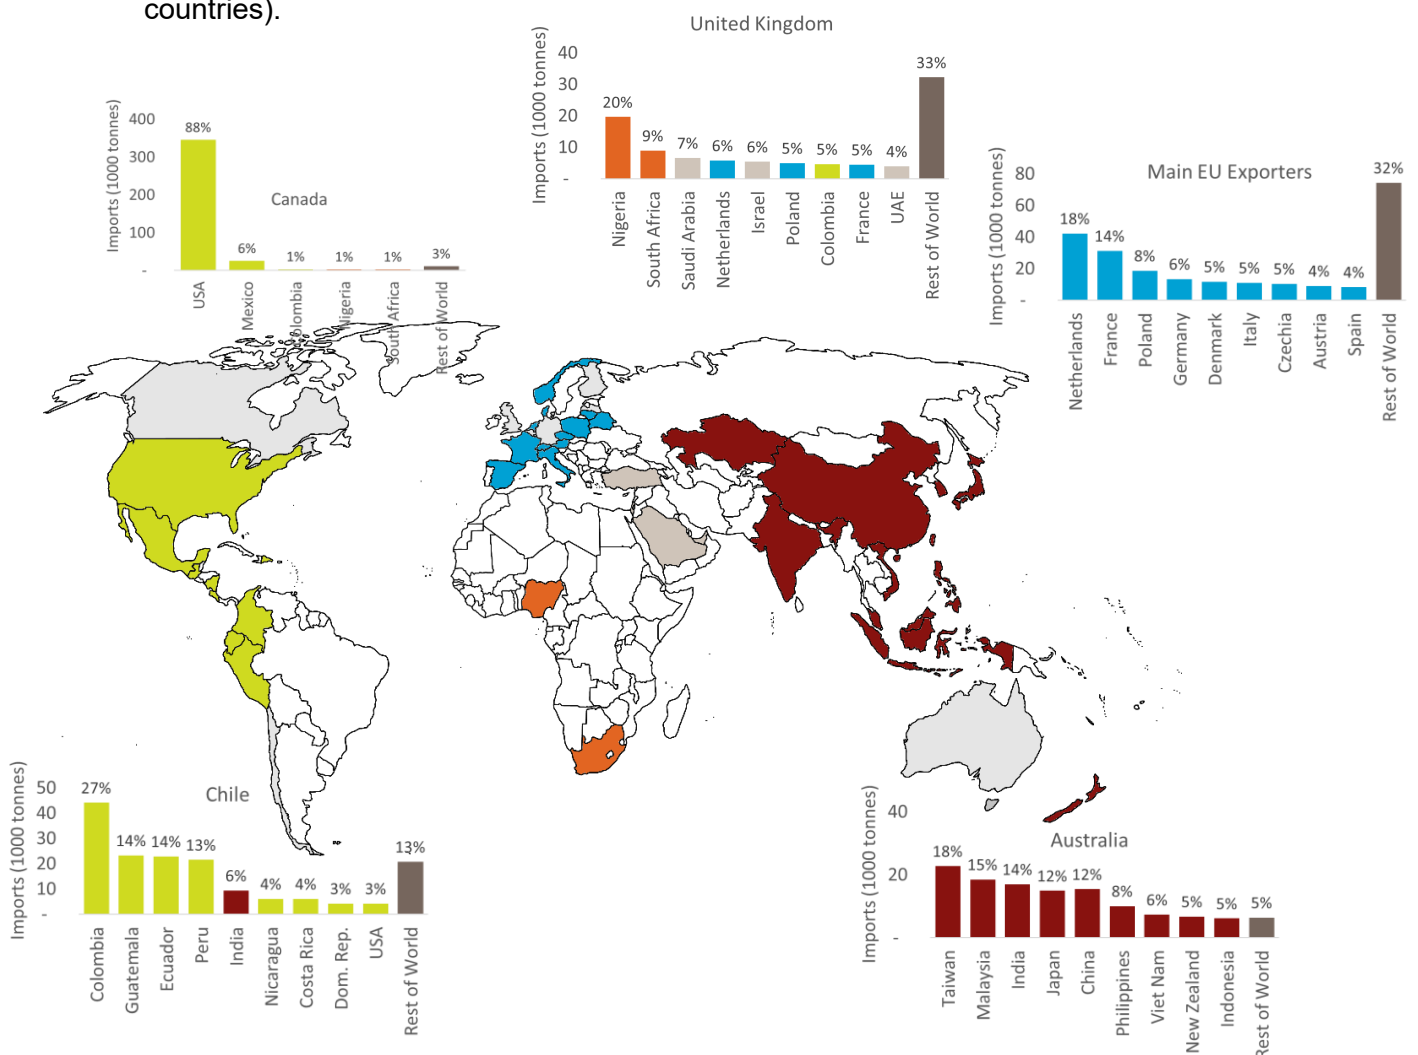 countries).
United Kingdom
Imports (1000 tonnes)
40
30
20
10
-
20%
9%
7%
6%
6%
5%
5%
5%
4%
33%
Nigeria
South Africa
Saudi Arabia
Netherlands
Israel
Poland
Colombia
France
UAE
Rest of World
Canada
Imports (1000 tonnes)
400
300
200
100
-
88%
6%
1%
1%
1%
3%
USA
Mexico
olombia
Nigeria
South Africa
Rest of World
Main EU Exporters
Imports (1000 tonnes)
80
60
40
20
-
18%
14%
8%
6%
5%
5%
5%
4%
4%
32%
Netherlands
France
Poland
Germany
Denmark
Italy
Czechia
Austria
Spain
Rest of World
Chile
Imports (1000 tonnes)
50
40
30
20
10
-
27%
14%
14%
13%
6%
4%
4%
3%
3%
13%
Colombia
Guatemala
Ecuador
Peru
India
Nicaragua
Costa Rica
Dom. Rep.
USA
Rest of World
Australia
Imports (1000 tonnes)
40
20
-
18%
15%
14%
12%
12%
8%
6%
5%
5%
5%
Taiwan
Malaysia
India
Japan
China
Philippines
Viet Nam
New Zealand
Indonesia
Rest of World